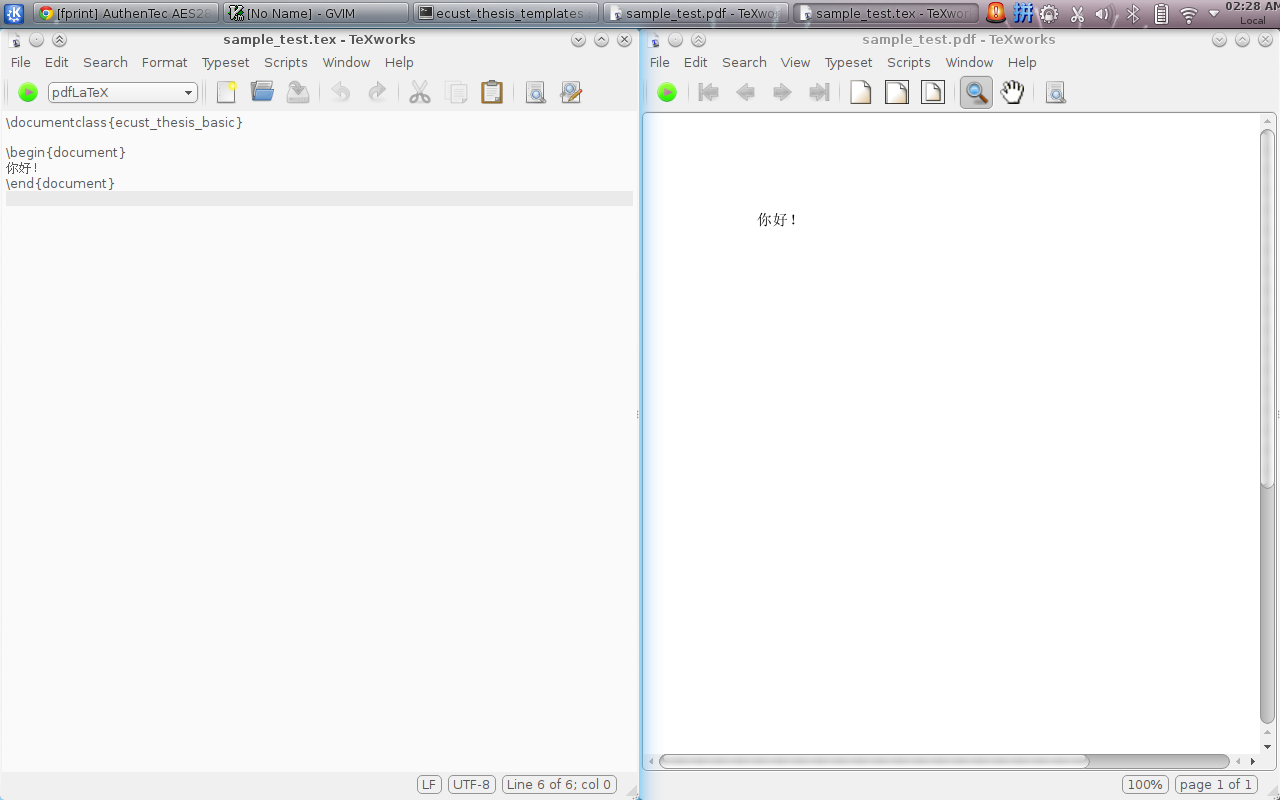 [fprint] AuthenTec AES28
[No Name] - GVIM
ecust_thesis_templates
sample_test.pdf - TeXwo
sample_test.tex - TeXwor
拼
02:28 AM
Local
sample_test.tex - TeXworks
File Edit Search Format Typeset Scripts Window Help
pdfLaTeX
\documentclass{ecust_thesis_basic}
\begin{document}
你好！
\end{document}
LF UTF-8 Line 6 of 6; col 0
sample_test.pdf - TeXworks
File Edit Search View Typeset Scripts Window Help
你好！
100% page 1 of 1